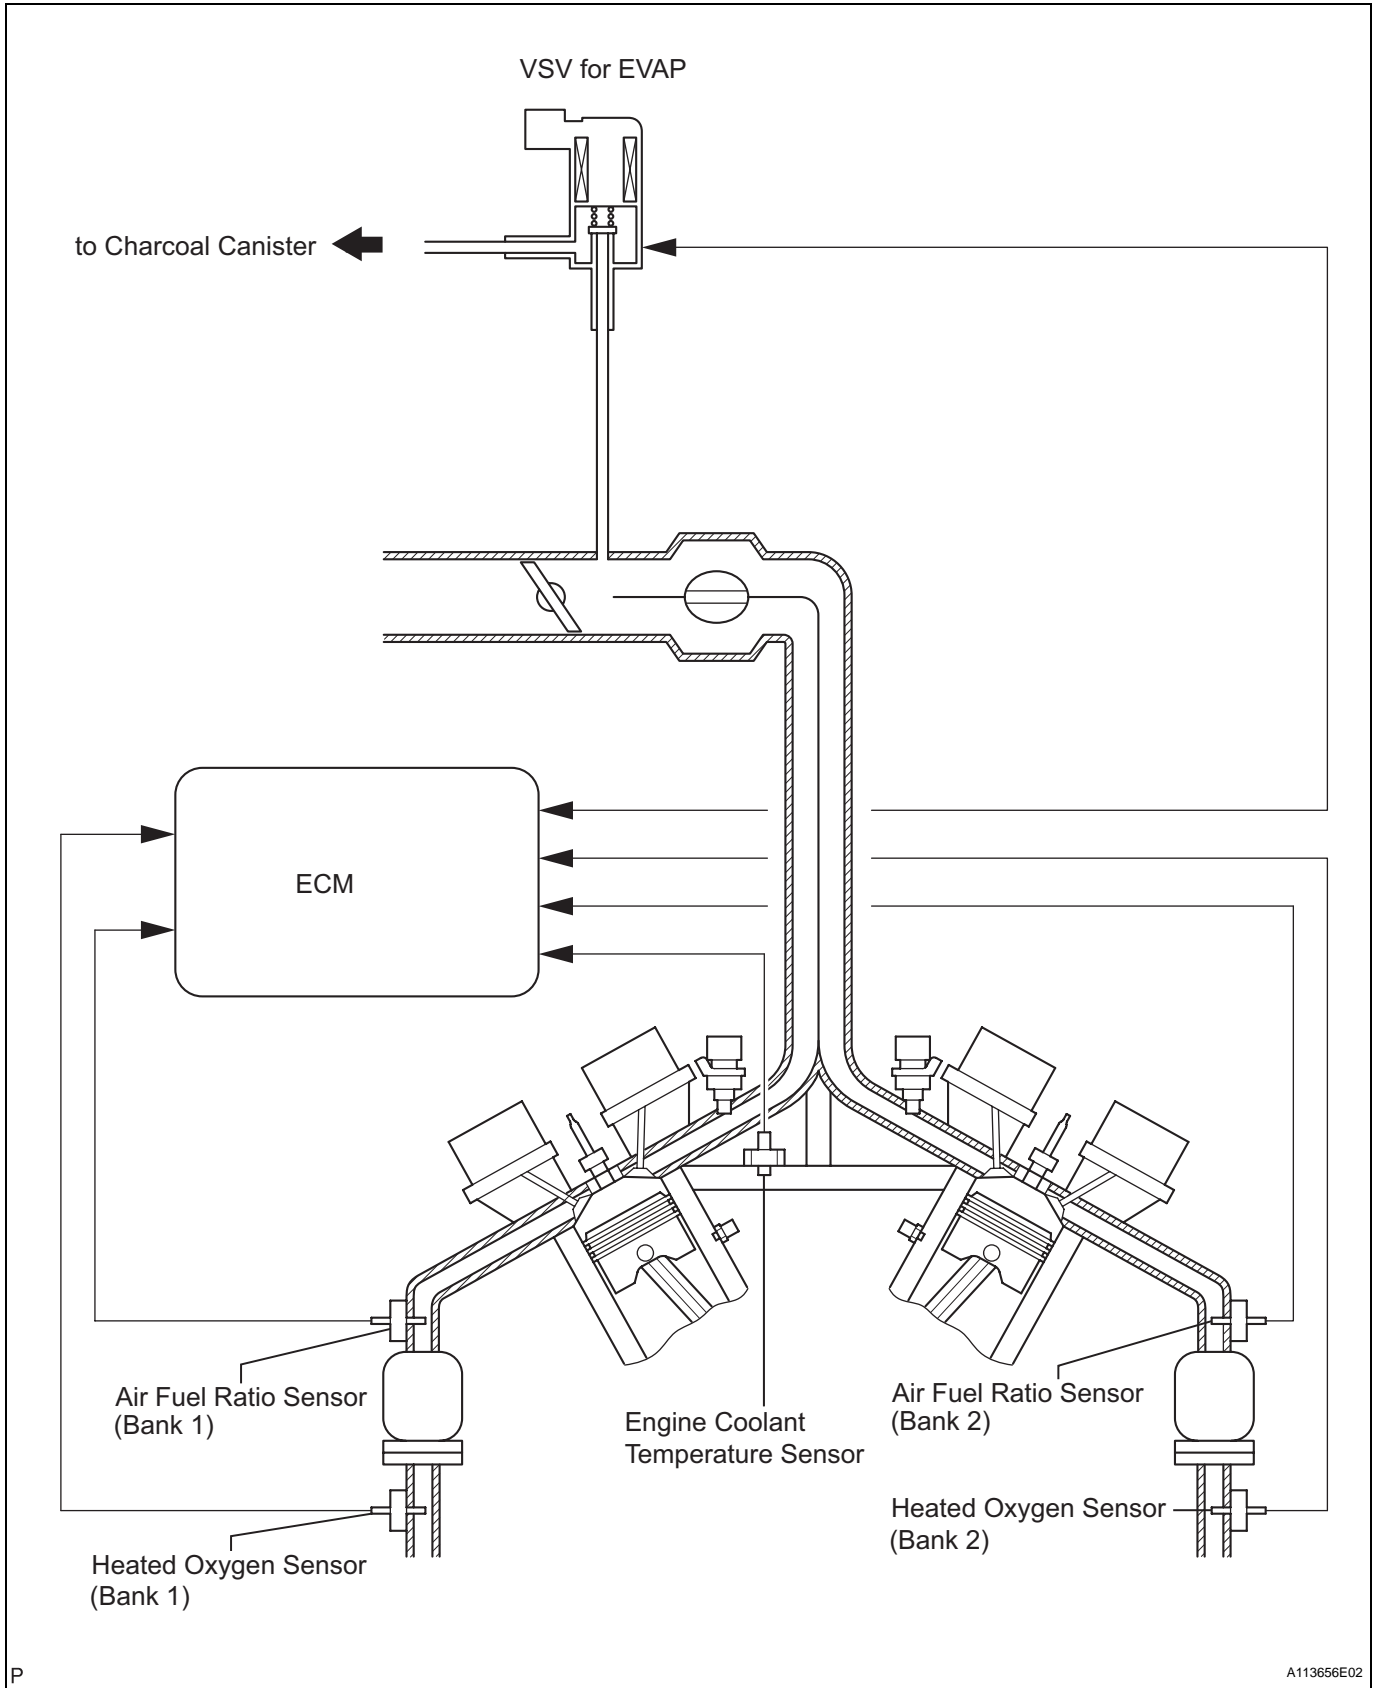 VSV for EVAP
to Charcoal Canister
ECM
Air Fuel Ratio Sensor
(Bank 1)
Engine Coolant
Temperature Sensor
Air Fuel Ratio Sensor
(Bank 2)
Heated Oxygen Sensor
(Bank 2)
Heated Oxygen Sensor
(Bank 1)
P
A113656E02